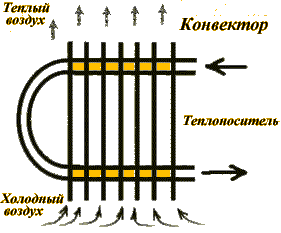 Теплый
воздух
Конвектор
Теплоноситель
Холодный
воздух